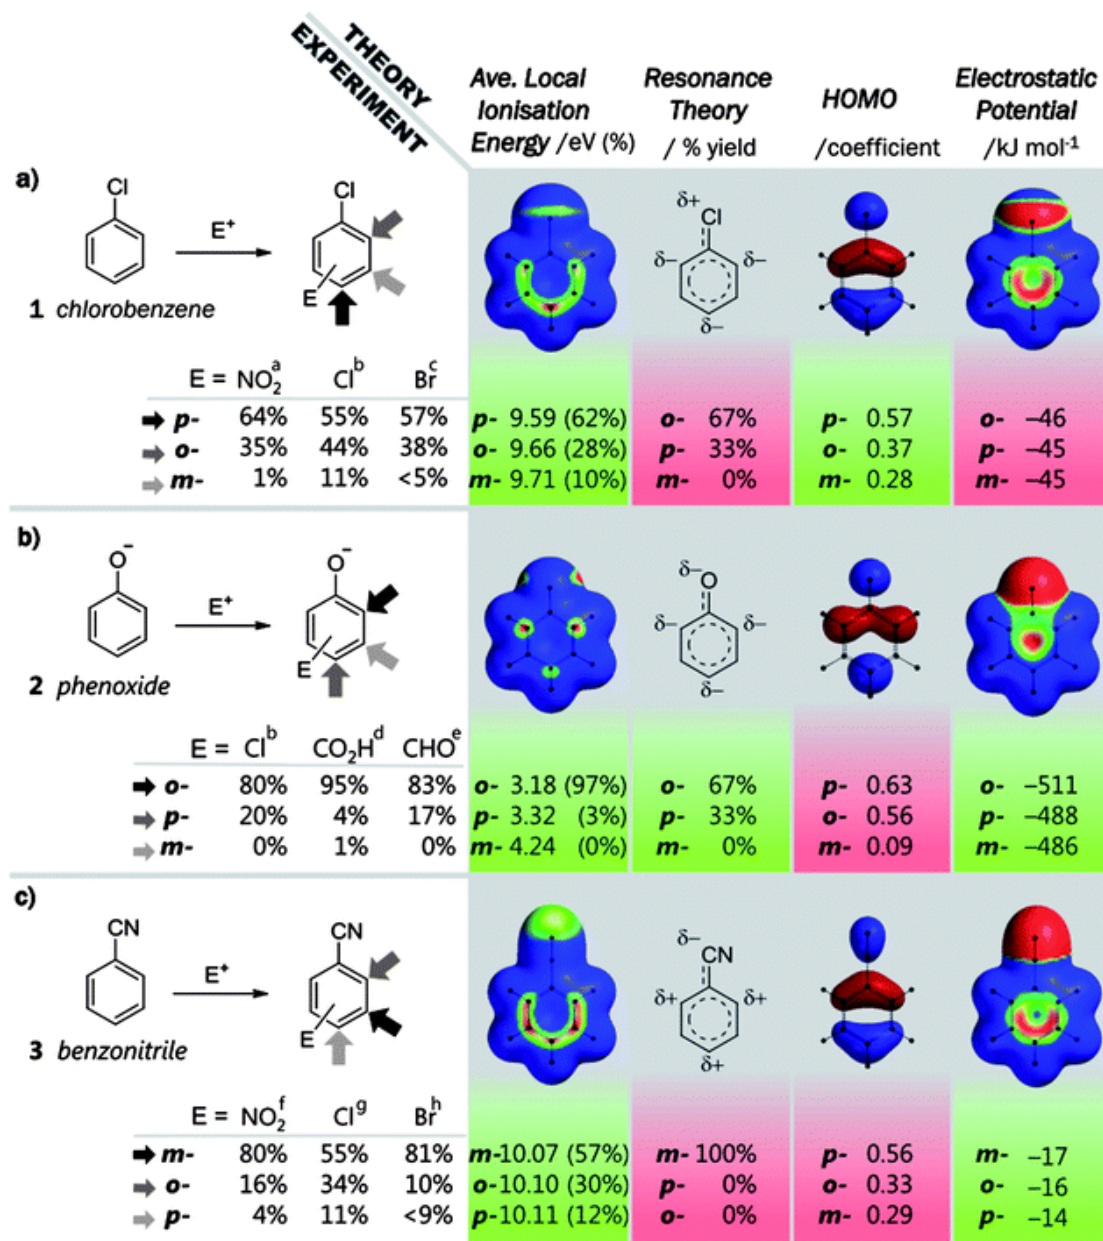 THEORY
EXPERIMENT
Ave. Local Ionisation Energy /eV (%)
Resonance Theory / % yield
HOMO /coefficient
Electrostatic Potential /kJ mol⁻¹
a)
Cl
E⁺
Cl
E
1 chlorobenzene
δ+
Cl
δ− δ−
δ−
E = NO₂ᵃ Clᵇ Brᶜ
p- 64% 55% 57% p- 9.59 (62%) o- 67% p- 0.57 o- −46
o- 35% 44% 38% o- 9.66 (28%) p- 33% o- 0.37 p- −45
m- 1% 11% <5% m- 9.71 (10%) m- 0% m- 0.28 m- −45
b)
O⁻
E⁺
O⁻
E
2 phenoxide
δ−
O
δ− δ−
δ−
E = Clᵇ CO₂Hᵈ CHOᵉ
o- 80% 95% 83% o- 3.18 (97%) o- 67% p- 0.63 o- −511
p- 20% 4% 17% p- 3.32 (3%) p- 33% o- 0.56 p- −488
m- 0% 1% 0% m- 4.24 (0%) m- 0% m- 0.09 m- −486
c)
CN
E⁺
CN
E
3 benzonitrile
δ−
CN
δ+ δ+
δ+
E = NO₂ᶠ Clᵍ Brʰ
m- 80% 55% 81% m-10.07 (57%) m- 100% p- 0.56 m- −17
o- 16% 34% 10% o-10.10 (30%) p- 0% o- 0.33 o- −16
p- 4% 11% <9% p-10.11 (12%) o- 0% m- 0.29 p- −14